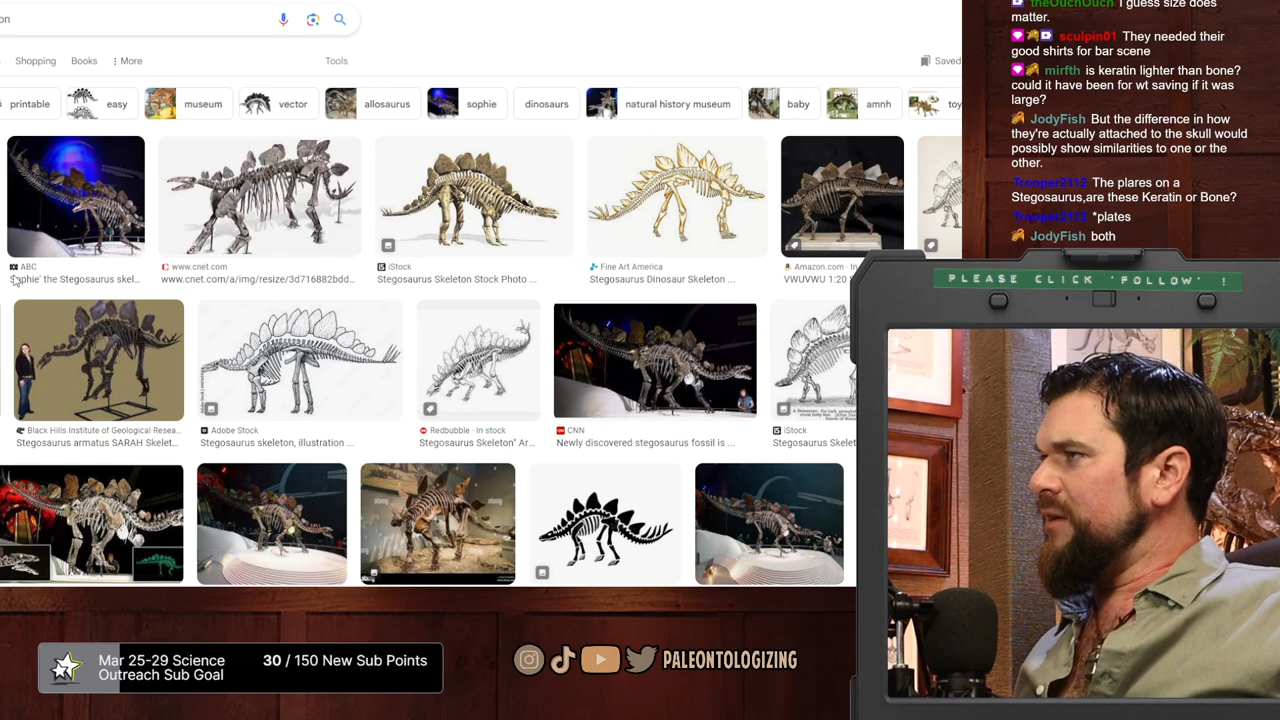 on
Shopping
Books
More
Tools
Saved
printable
easy
museum
vector
allosaurus
sophie
dinosaurs
natural history museum
baby
amnh
toy
ABC
www.cnet.com
iStock
Fine Art America
Amazon.com · In
'Sophie' the Stegosaurus skel...
www.cnet.com/a/img/resize/3d716882bdd...
Stegosaurus Skeleton Stock Photo ...
Stegosaurus Dinosaur Skeleton ...
VWUVWU 1:20
Black Hills Institute of Geological Resea...
Adobe Stock
Redbubble · In stock
CNN
iStock
Stegosaurus armatus SARAH Skelet...
Stegosaurus skeleton, illustration ...
Stegosaurus Skeleton" Ar...
Newly discovered stegosaurus fossil is ...
Stegosaurus Skelet
theOuchOuch I guess size does
matter.
sculpin01 They needed their
good shirts for bar scene
mirfth is keratin lighter than bone?
could it have been for wt saving if it was
large?
JodyFish But the difference in how
they're actually attached to the skull would
possibly show similarities to one or the
other.
Trooper2112 The plares on a
Stegosaurus,are these Keratin or Bone?
Trooper2112 *plates
JodyFish both
PLEASE CLICK 'FOLLOW' !
Mar 25-29 Science
Outreach Sub Goal
30 / 150 New Sub Points
PALEONTOLOGIZING